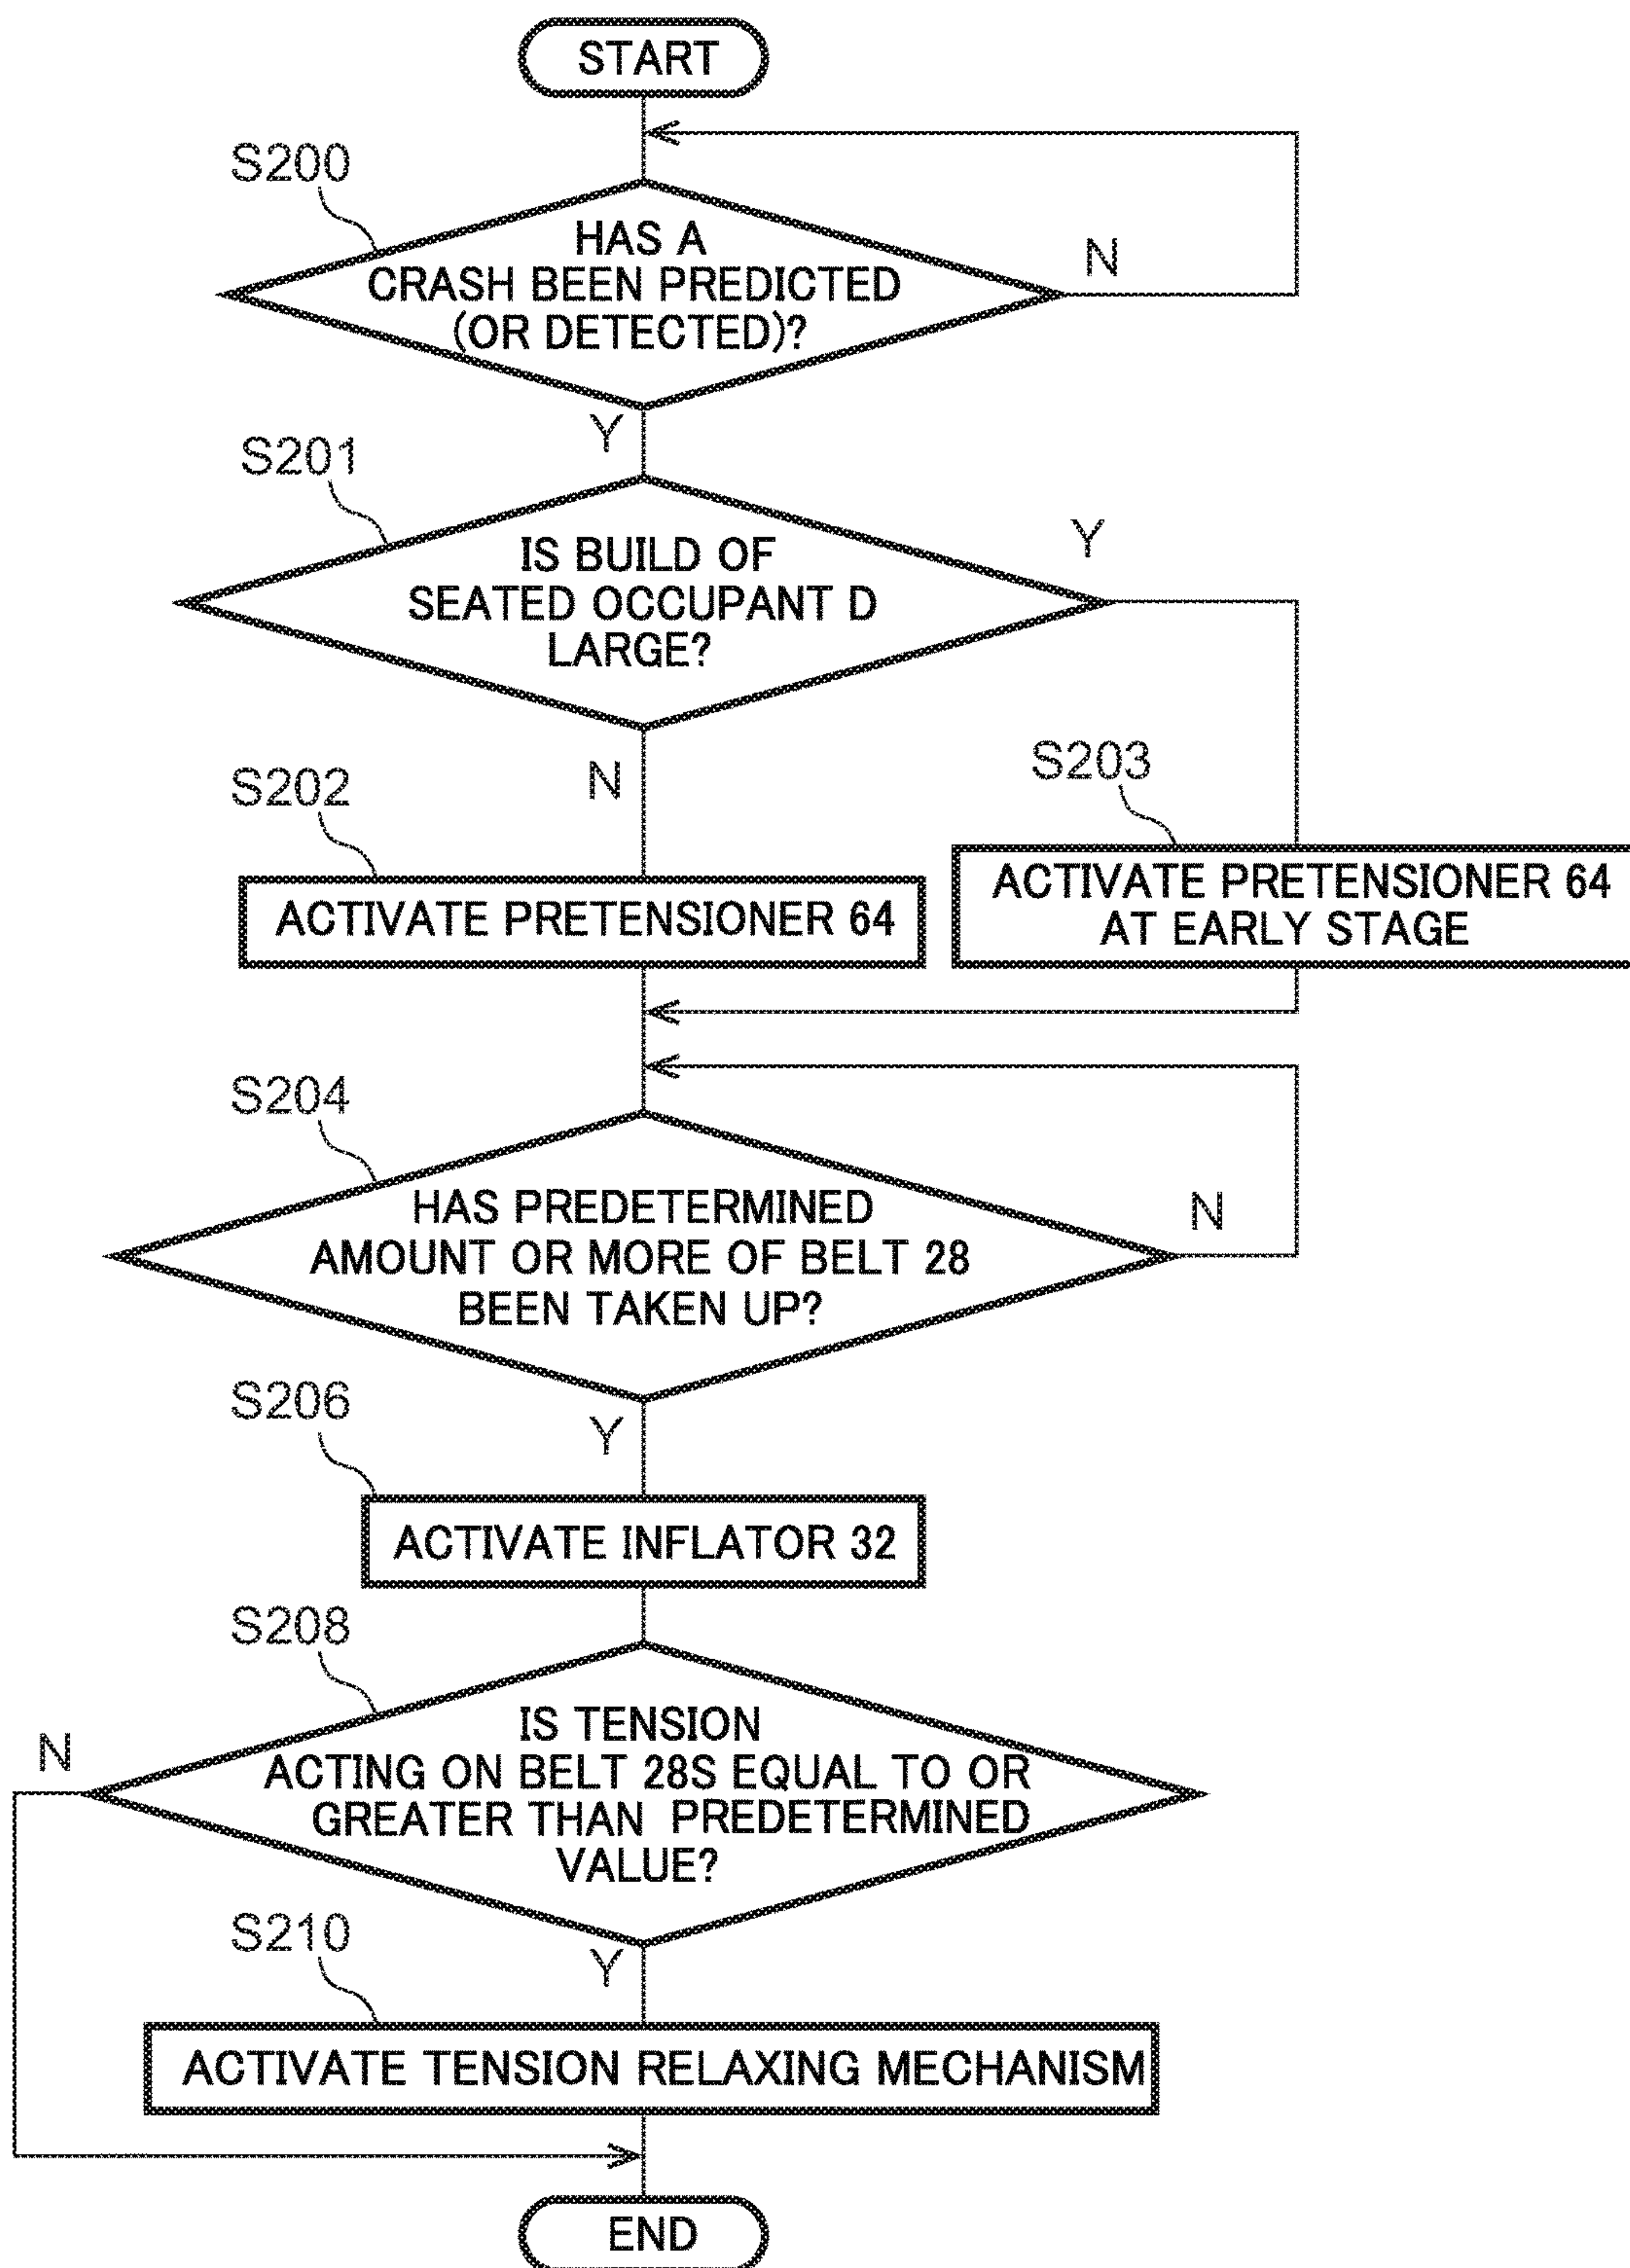 START
S200
HAS A
CRASH BEEN PREDICTED
(OR DETECTED)?
N
Y
S201
IS BUILD OF
SEATED OCCUPANT D
LARGE?
Y
N
S202
ACTIVATE PRETENSIONER 64
S203
ACTIVATE PRETENSIONER 64
AT EARLY STAGE
S204
HAS PREDETERMINED
AMOUNT OR MORE OF BELT 28
BEEN TAKEN UP?
N
Y
S206
ACTIVATE INFLATOR 32
S208
IS TENSION
ACTING ON BELT 28S EQUAL TO OR
GREATER THAN PREDETERMINED
VALUE?
N
Y
S210
ACTIVATE TENSION RELAXING MECHANISM
END